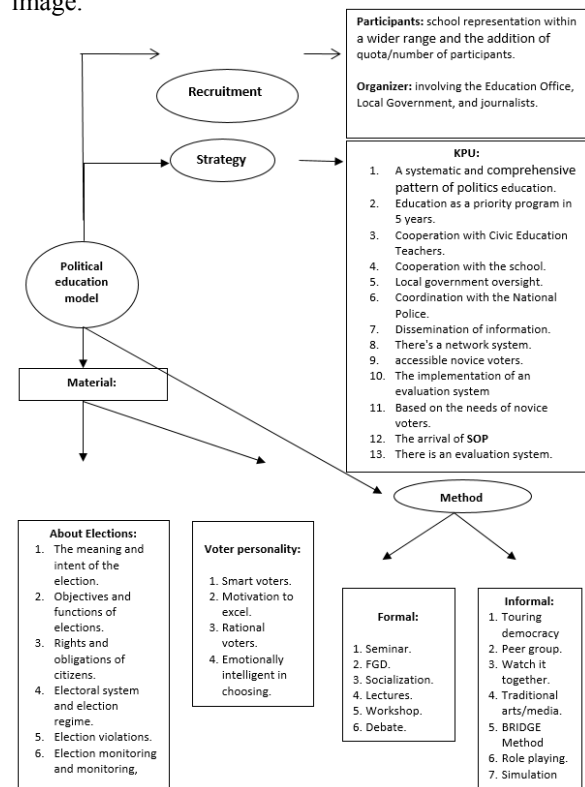 image.
Participants: school representation within
a wider range and the addition of
quota/number of participants.
Organizer: involving the Education Office,
Local Government, and journalists.
Recruitment
Strategy
KPU:
1. A systematic and comprehensive
pattern of politics education.
2. Education as a priority program in
5 years.
3. Cooperation with Civic Education
Teachers.
4. Cooperation with the school.
5. Local government oversight.
6. Coordination with the National
Police.
7. Dissemination of information.
8. There's a network system.
9. accessible novice voters.
10. The implementation of an
evaluation system
11. Based on the needs of novice
voters.
12. The arrival of SOP
13. There is an evaluation system.
Political
education
model
Material:
Method
About Elections:
1. The meaning and
intent of the
election.
2. Objectives and
functions of
elections.
3. Rights and
obligations of
citizens.
4. Electoral system
and election
regime.
5. Election violations.
6. Election monitoring
and monitoring,
Voter personality:
1. Smart voters.
2. Motivation to
excel.
3. Rational
voters.
4. Emotionally
intelligent in
choosing.
Formal:
1. Seminar.
2. FGD.
3. Socialization.
4. Lectures.
5. Workshop.
6. Debate.
Informal:
1. Touring
democracy
2. Peer group.
3. Watch it
together.
4. Traditional
arts/media.
5. BRIDGE
Method
6. Role playing.
7. Simulation